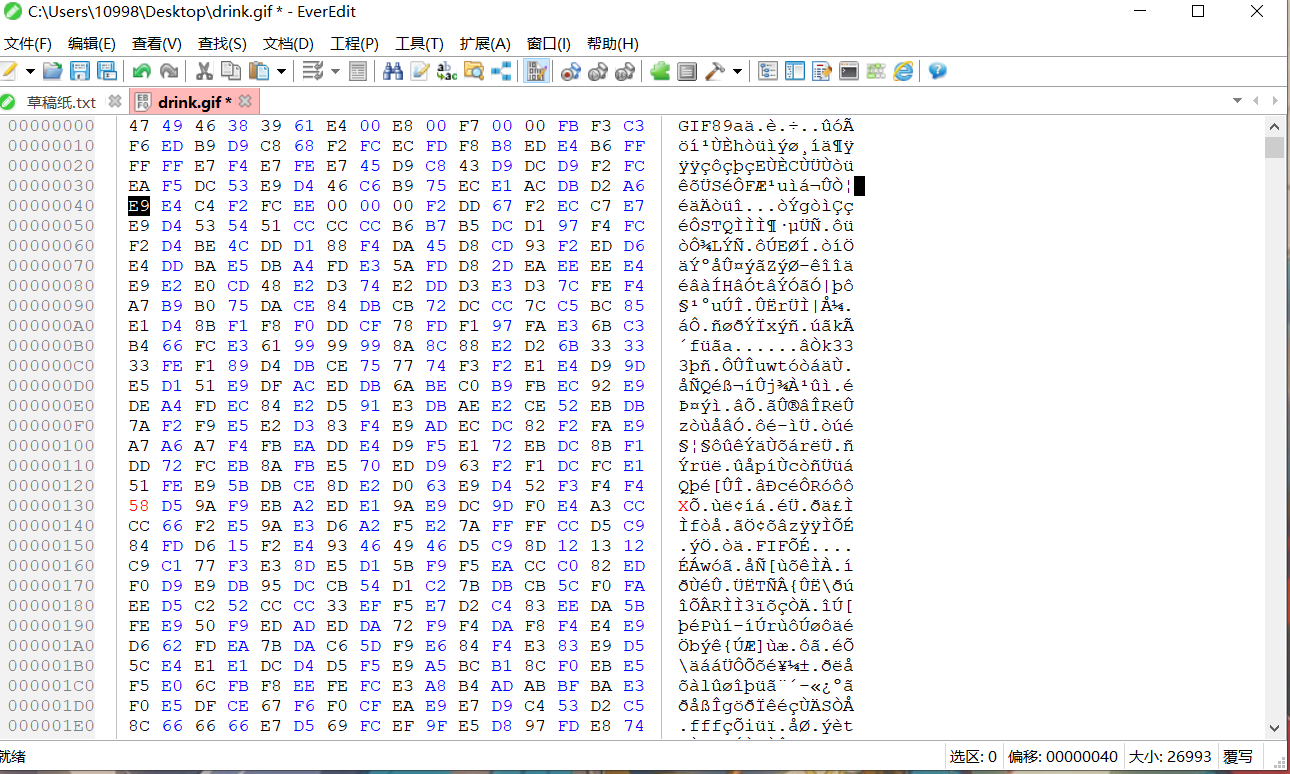 C:\Users\10998\Desktop\drink.gif * - EverEdit
文件(F) 编辑(E) 查看(V) 查找(S) 文档(D) 工程(P) 工具(T) 扩展(A) 窗口(I) 帮助(H)
草稿纸.txt drink.gif *
00000000 47 49 46 38 39 61 E4 00 E8 00 F7 00 00 FB F3 C3 GIF89aä.è.÷..ûóÃ
00000010 F6 ED B9 D9 C8 68 F2 FC EC FD F8 B8 ED E4 B6 FF öí¹ÙÈhòüìýø¸íä¶ÿ
00000020 FF FF E7 F4 E7 FE E7 45 D9 C8 43 D9 DC D9 F2 FC ÿÿçôçþçEÙÈCÙÜÙòü
00000030 EA F5 DC 53 E9 D4 46 C6 B9 75 EC E1 AC DB D2 A6 êõÜSéÔFÆ¹uìá¬ÛÒ¦
00000040 E9 E4 C4 F2 FC EE 00 00 00 F2 DD 67 F2 EC C7 E7 éäÄòüî...òÝgòìÇç
00000050 E9 D4 53 54 51 CC CC CC B6 B7 B5 DC D1 97 F4 FC éÔSTQÌÌÌ¶·µÜÑ.ôü
00000060 F2 D4 BE 4C DD D1 88 F4 DA 45 D8 CD 93 F2 ED D6 òÔ¾LÝÑ.ôÚEØÍ.òíÖ
00000070 E4 DD BA E5 DB A4 FD E3 5A FD D8 2D EA EE EE E4 äÝºåÛ¤ýãZýØ-êîîä
00000080 E9 E2 E0 CD 48 E2 D3 74 E2 DD D3 E3 D3 7C FE F4 éâàÍHâÓtâÝÓãÓ|þô
00000090 A7 B9 B0 75 DA CE 84 DB CB 72 DC CC 7C C5 BC 85 §¹°uÚÎ.ÛËrÜÌ|Å¼.
000000A0 E1 D4 8B F1 F8 F0 DD CF 78 FD F1 97 FA E3 6B C3 áÔ.ñøðÝÏxýñ.úãkÃ
000000B0 B4 66 FC E3 61 99 99 99 8A 8C 88 E2 D2 6B 33 33 ´füãa......âÒk33
000000C0 33 FE F1 89 D4 DB CE 75 77 74 F3 F2 E1 E4 D9 9D 3þñ.ÔÛÎuwtóòáäÙ.
000000D0 E5 D1 51 E9 DF AC ED DB 6A BE C0 B9 FB EC 92 E9 åÑQéß¬íÛj¾À¹ûì.é
000000E0 DE A4 FD EC 84 E2 D5 91 E3 DB AE E2 CE 52 EB DB Þ¤ýì.âÕ.ãÛ®âÎRëÛ
000000F0 7A F2 F9 E5 E2 D3 83 F4 E9 AD EC DC 82 F2 FA E9 zòùåâÓ.ôé-ìÜ.òúé
00000100 A7 A6 A7 F4 FB EA DD E4 D9 F5 E1 72 EB DC 8B F1 §¦§ôûêÝäÙõárëÜ.ñ
00000110 DD 72 FC EB 8A FB E5 70 ED D9 63 F2 F1 DC FC E1 Ýrüë.ûåpíÙcòñÜüá
00000120 51 FE E9 5B DB CE 8D E2 D0 63 E9 D4 52 F3 F4 F4 Qþé[ÛÎ.âÐcéÔRóôô
00000130 58 D5 9A F9 EB A2 ED E1 9A E9 DC 9D F0 E4 A3 CC XÕ.ùë¢íá.éÜ.ðä£Ì
00000140 CC 66 F2 E5 9A E3 D6 A2 F5 E2 7A FF FF CC D5 C9 Ìfòå.ãÖ¢õâzÿÿÌÕÉ
00000150 84 FD D6 15 F2 E4 93 46 49 46 D5 C9 8D 12 13 12 .ýÖ.òä.FIFÕÉ....
00000160 C9 C1 77 F3 E3 8D E5 D1 5B F9 F5 EA CC C0 82 ED ÉÁwóã.åÑ[ùõêÌÀ.í
00000170 F0 D9 E9 DB 95 DC CB 54 D1 C2 7B DB CB 5C F0 FA ðÙéÛ.ÜËTÑÂ{ÛË\ðú
00000180 EE D5 C2 52 CC CC 33 EF F5 E7 D2 C4 83 EE DA 5B îÕÂRÌÌ3ïõçÒÄ.îÚ[
00000190 FE E9 50 F9 ED AD ED DA 72 F9 F4 DA F8 F4 E4 E9 þéPùí-íÚrùôÚøôäé
000001A0 D6 62 FD EA 7B DA C6 5D F9 E6 84 F4 E3 83 E9 D5 Öbýê{ÚÆ]ùæ.ôã.éÕ
000001B0 5C E4 E1 E1 DC D4 D5 F5 E9 A5 BC B1 8C F0 EB E5 \äááÜÔÕõé¥¼±.ðëå
000001C0 F5 E0 6C FB F8 EE FE FC E3 A8 B4 AD AB BF BA E3 õàlûøîþüã¨´-«¿ºã
000001D0 F0 E5 DF CE 67 F6 F0 CF EA E9 E7 D9 C4 53 D2 C5 ðåßÎgöðÏêéçÙÄSÒÅ
000001E0 8C 66 66 66 E7 D5 69 FC EF 9F E5 D8 97 FD E8 74 .fffçÕiüï.åØ.ýèt
就绪 选区: 0 偏移: 00000040 大小: 26993 覆写